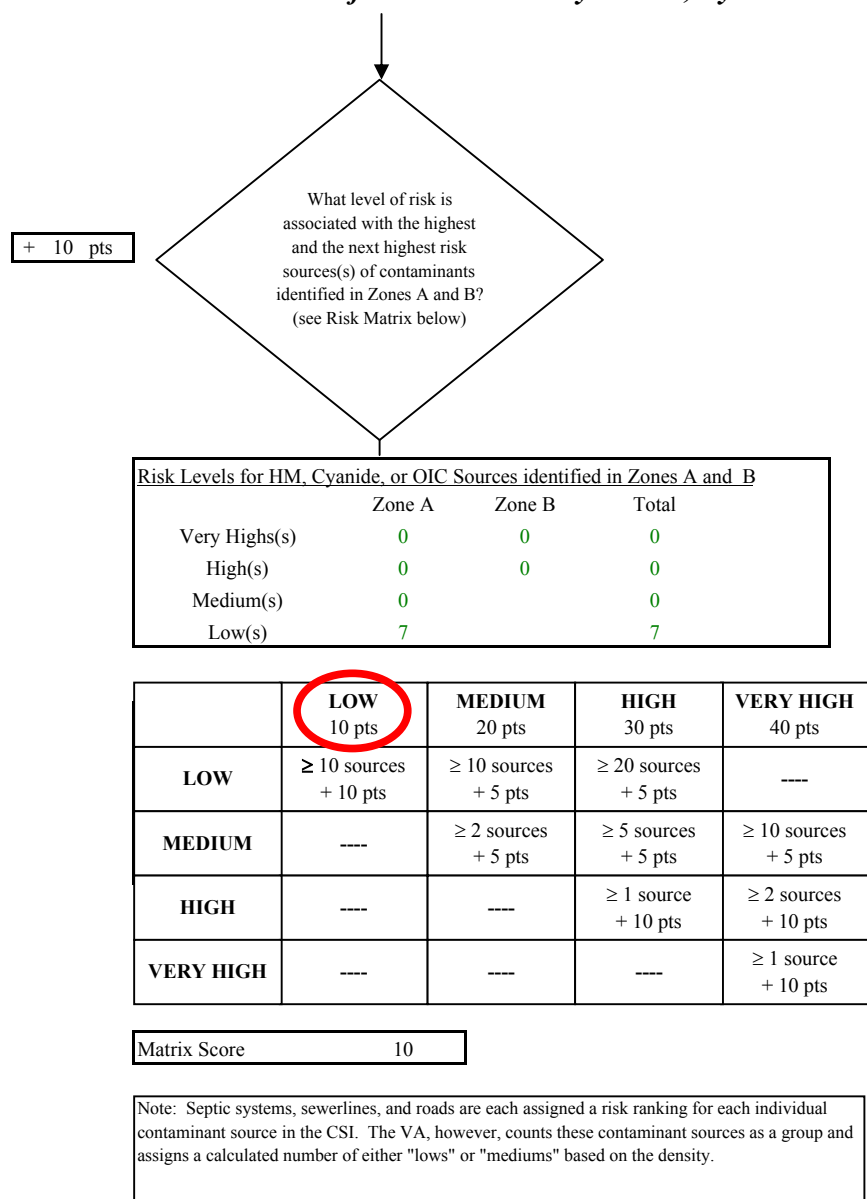 What level of risk is
associated with the highest
and the next highest risk
sources(s) of contaminants
identified in Zones A and B?
(see Risk Matrix below)
+ 10 pts
Risk Levels for HM, Cyanide, or OIC Sources identified in Zones A and B
Zone A Zone B Total
Very Highs(s) 0 0 0
High(s) 0 0 0
Medium(s) 0 0
Low(s) 7 7
LOW MEDIUM HIGH VERY HIGH
10 pts 20 pts 30 pts 40 pts
LOW ≥ 10 sources ≥ 10 sources ≥ 20 sources ----
+ 10 pts + 5 pts + 5 pts
MEDIUM ---- ≥ 2 sources ≥ 5 sources ≥ 10 sources
+ 5 pts + 5 pts + 5 pts
HIGH ---- ---- ≥ 1 source ≥ 2 sources
+ 10 pts + 10 pts
VERY HIGH ---- ---- ---- ≥ 1 source
+ 10 pts
Matrix Score 10
Note: Septic systems, sewerlines, and roads are each assigned a risk ranking for each individual
contaminant source in the CSI. The VA, however, counts these contaminant sources as a group and
assigns a calculated number of either "lows" or "mediums" based on the density.